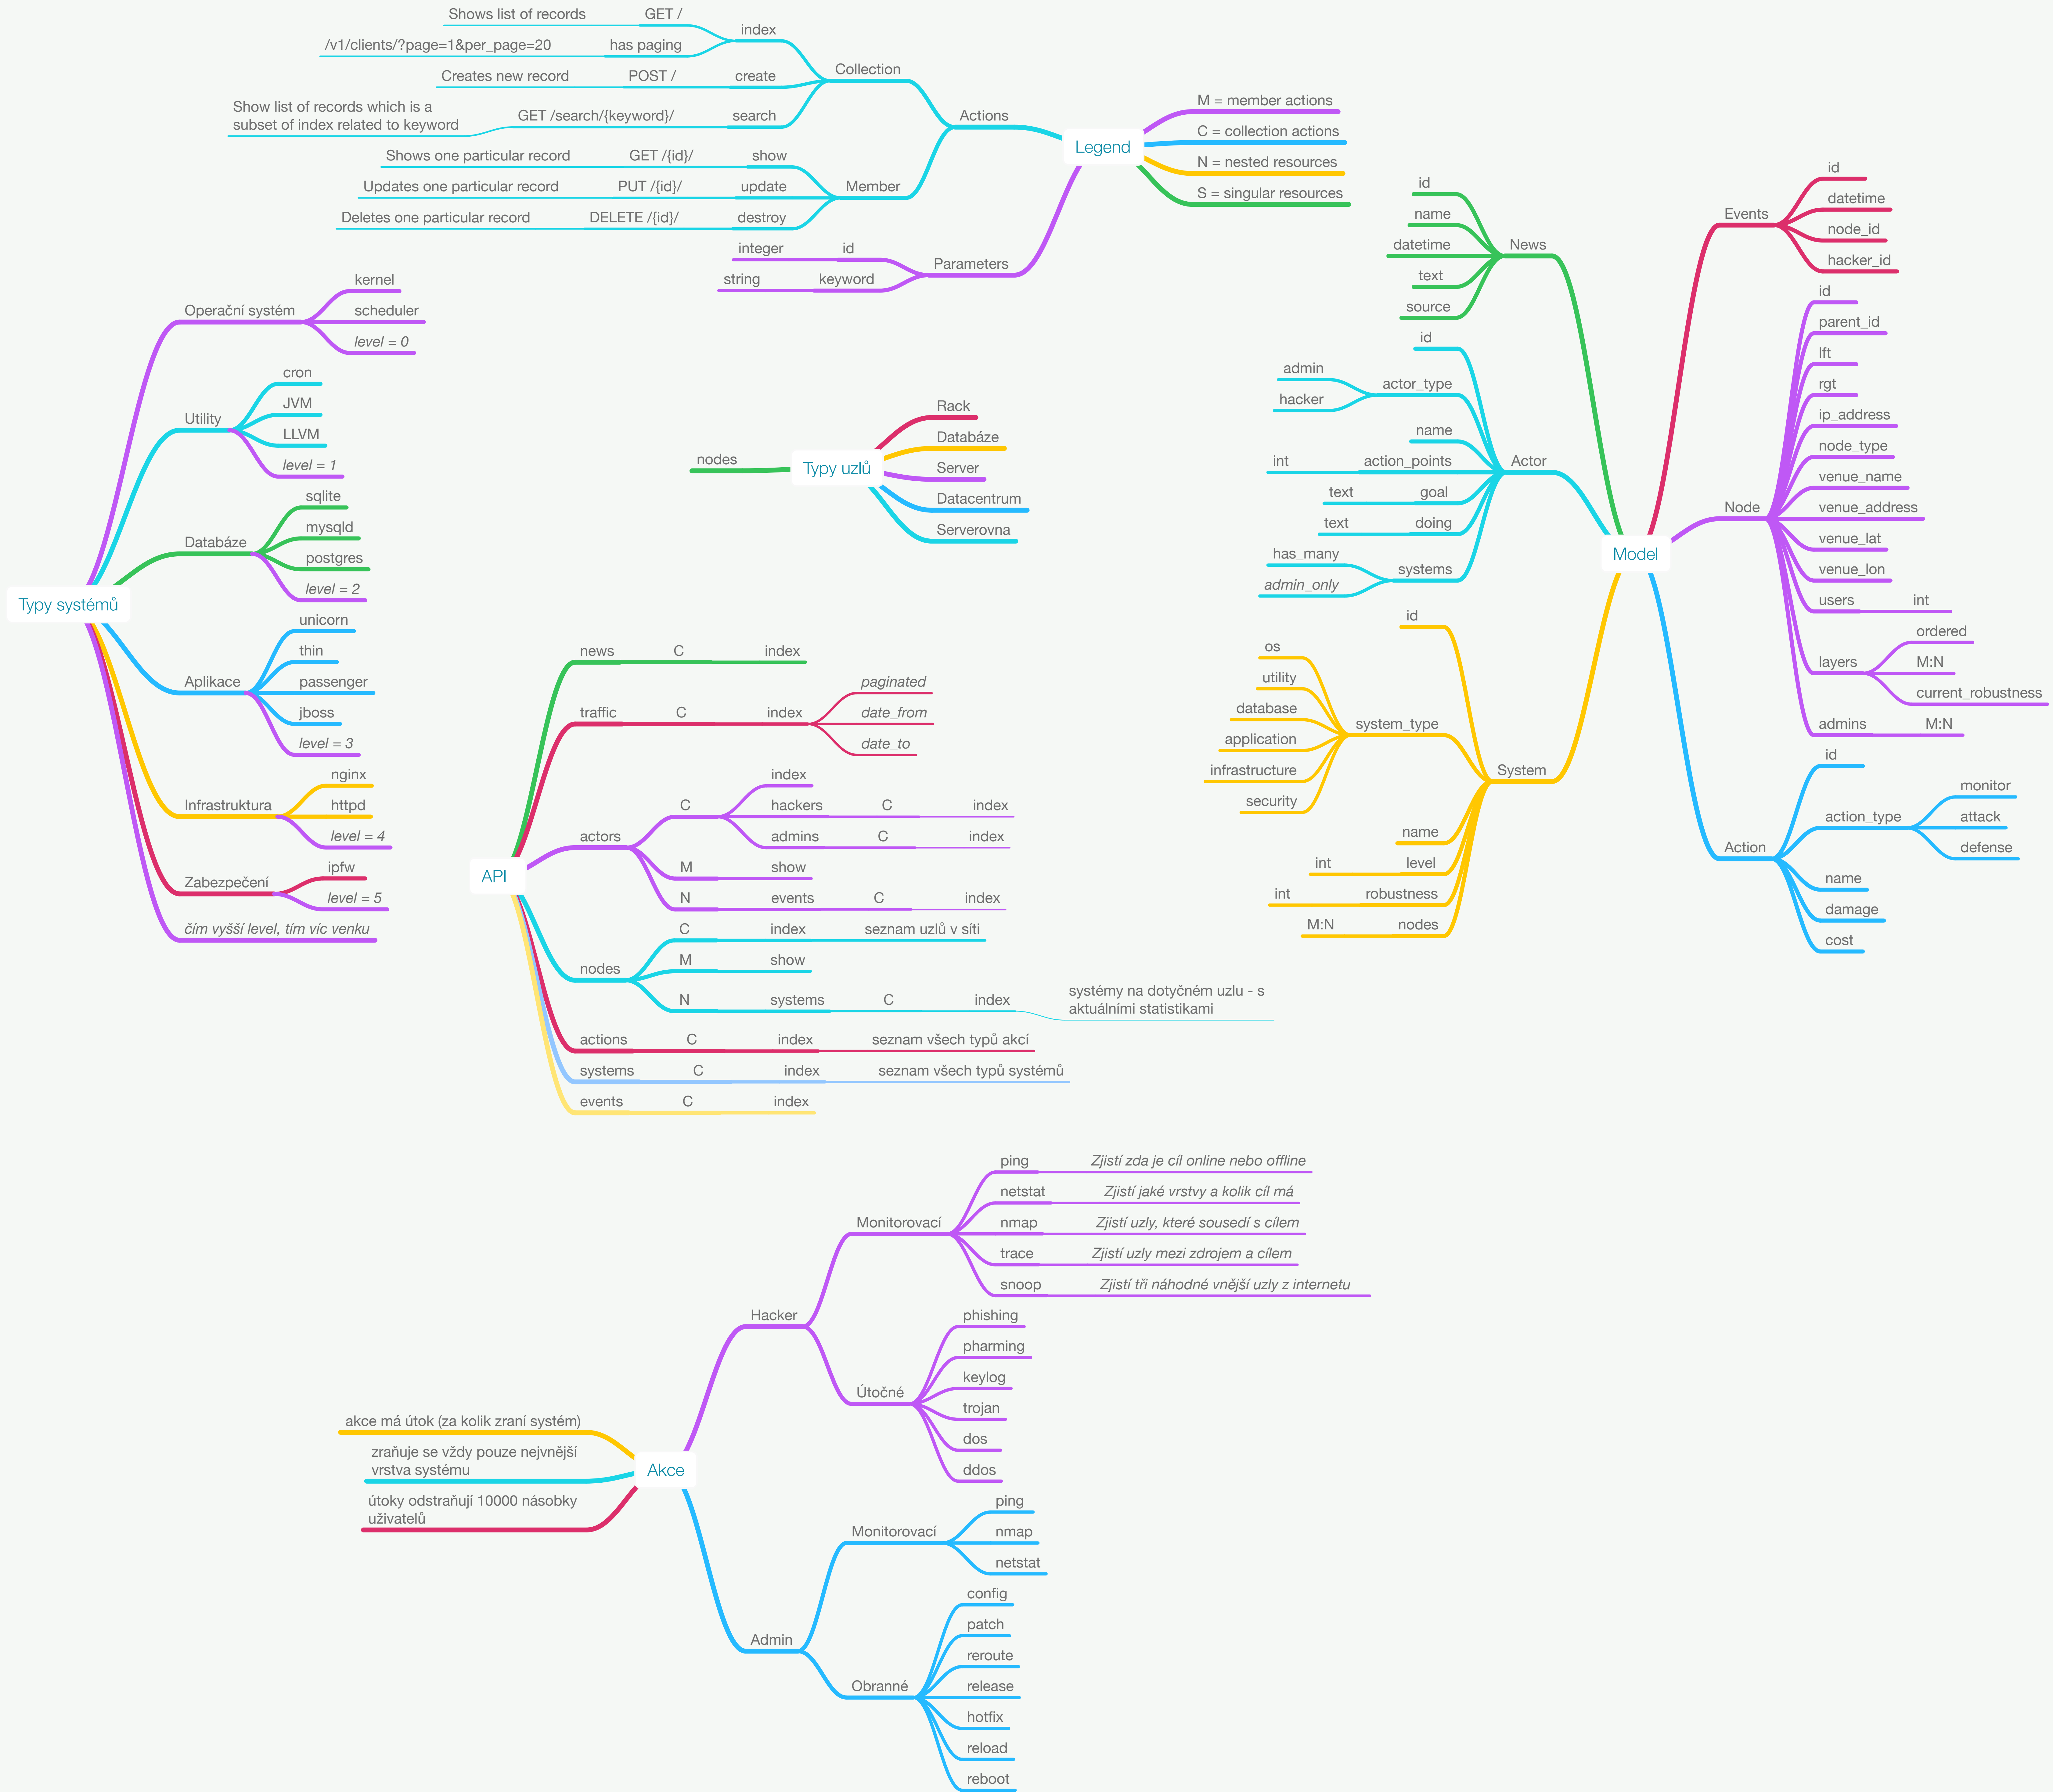 Legend
Actions
Collection
index
GET /
Shows list of records
has paging
/v1/clients/?page=1&per_page=20
create
POST /
Creates new record
search
GET /search/{keyword}/
Show list of records which is a
subset of index related to keyword
Member
show
GET /{id}/
Shows one particular record
update
PUT /{id}/
Updates one particular record
destroy
DELETE /{id}/
Deletes one particular record
Parameters
id
integer
keyword
string
M = member actions
C = collection actions
N = nested resources
S = singular resources
Typy systémů
Operační systém
kernel
scheduler
level = 0
Utility
cron
JVM
LLVM
level = 1
Databáze
sqlite
mysqld
postgres
level = 2
Aplikace
unicorn
thin
passenger
jboss
level = 3
Infrastruktura
nginx
httpd
level = 4
Zabezpečení
ipfw
level = 5
čím vyšší level, tím víc venku
Typy uzlů
nodes
Rack
Databáze
Server
Datacentrum
Serverovna
Model
News
id
name
datetime
text
source
Actor
id
actor_type
admin
hacker
name
action_points
int
goal
text
doing
text
systems
has_many
admin_only
System
id
system_type
os
utility
database
application
infrastructure
security
name
level
int
robustness
int
nodes
M:N
Events
id
datetime
node_id
hacker_id
Node
id
parent_id
lft
rgt
ip_address
node_type
venue_name
venue_address
venue_lat
venue_lon
users
int
layers
ordered
M:N
current_robustness
admins
M:N
Action
id
action_type
monitor
attack
defense
name
damage
cost
API
news
C
index
traffic
C
index
paginated
date_from
date_to
actors
C
index
hackers
C
index
admins
C
index
M
show
N
events
C
index
nodes
C
index
seznam uzlů v síti
M
show
N
systems
C
index
systémy na dotyčném uzlu - s
aktuálními statistikami
actions
C
index
seznam všech typů akcí
systems
C
index
seznam všech typů systémů
events
C
index
Akce
akce má útok (za kolik zraní systém)
zraňuje se vždy pouze nejvnější
vrstva systému
útoky odstraňují 10000 násobky
uživatelů
Hacker
Monitorovací
ping
Zjistí zda je cíl online nebo offline
netstat
Zjistí jaké vrstvy a kolik cíl má
nmap
Zjistí uzly, které sousedí s cílem
trace
Zjistí uzly mezi zdrojem a cílem
snoop
Zjistí tři náhodné vnější uzly z internetu
Útočné
phishing
pharming
keylog
trojan
dos
ddos
Admin
Monitorovací
ping
nmap
netstat
Obranné
config
patch
reroute
release
hotfix
reload
reboot